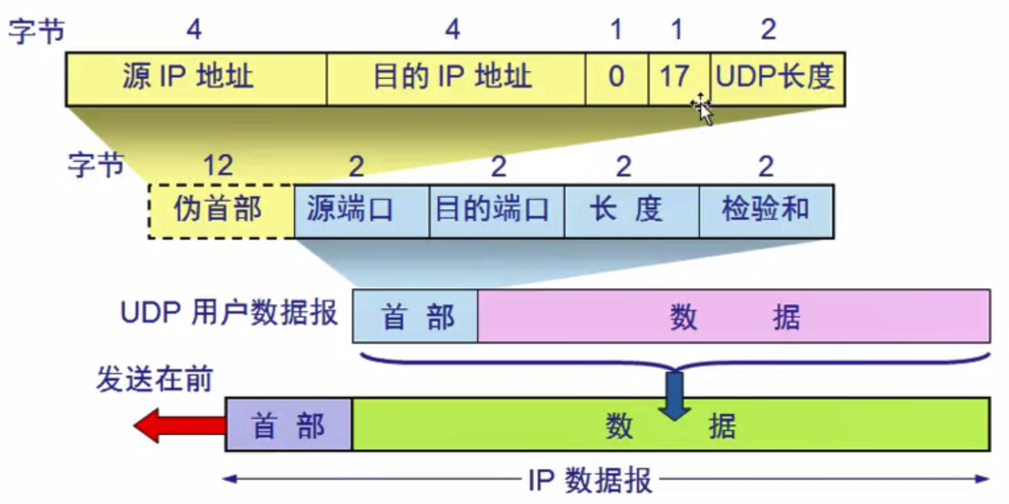 字节 4 4 1 1 2
源 IP 地址 目的 IP 地址 0 17 UDP长度
字节 12 2 2 2 2
伪首部 源端口 目的端口 长 度 检验和
UDP 用户数据报 首 部 数 据
发送在前
首 部 数 据
IP 数据报